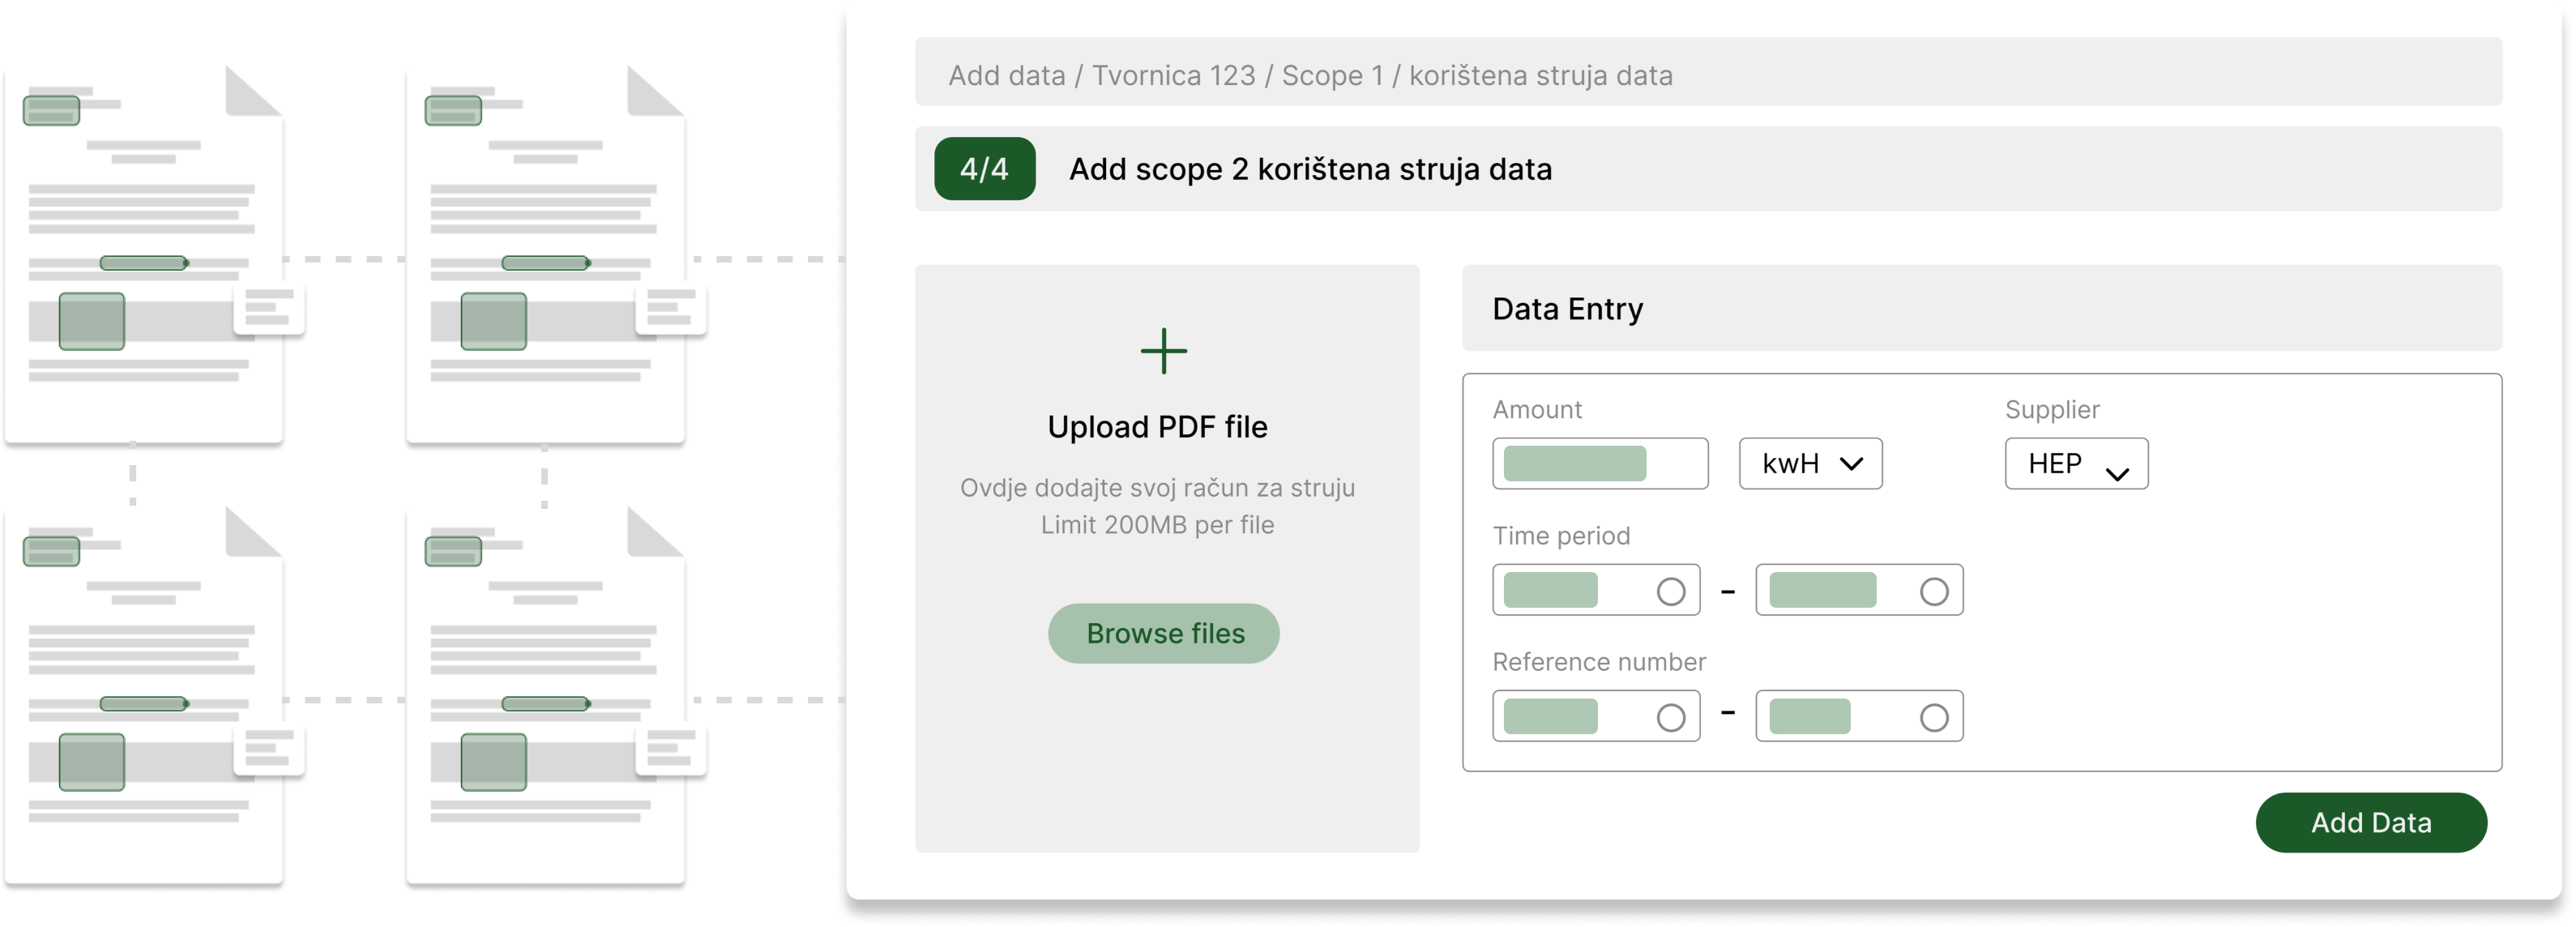 Add data / Tvornica 123 / Scope 1 / korištena struja data
4/4 Add scope 2 korištena struja data
Upload PDF file
Ovdje dodajte svoj račun za struju
Limit 200MB per file
Browse files
Data Entry
Amount
kwH
Supplier
HEP
Time period
-
Reference number
-
Add Data